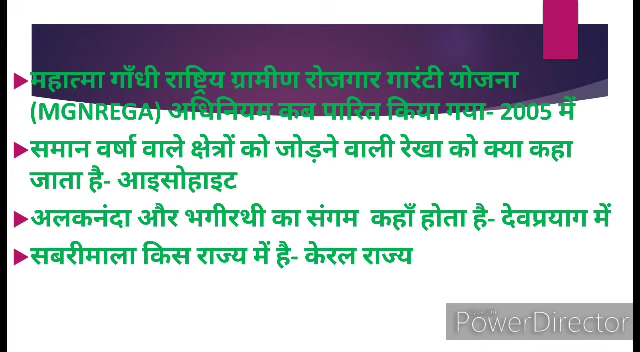 महात्मा गाँधी राष्ट्रिय ग्रामीण रोजगार गारंटी योजना
(MGNREGA) अधिनियम कब पारित किया गया- 2005 में
समान वर्षा वाले क्षेत्रों को जोड़ने वाली रेखा को क्या कहा
जाता है- आइसोहाइट
अलकनंदा और भगीरथी का संगम कहाँ होता है- देवप्रयाग में
सबरीमाला किस राज्य में है- केरल राज्य
PowerDirector